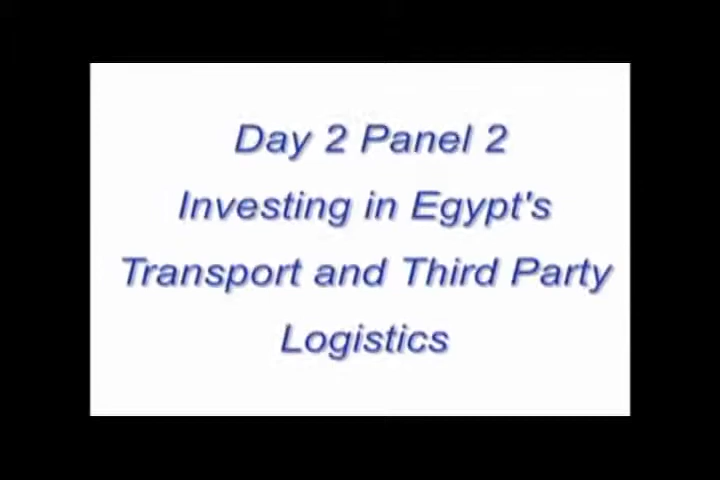 Day 2 Panel 2
Investing in Egypt's
Transport and Third Party
Logistics